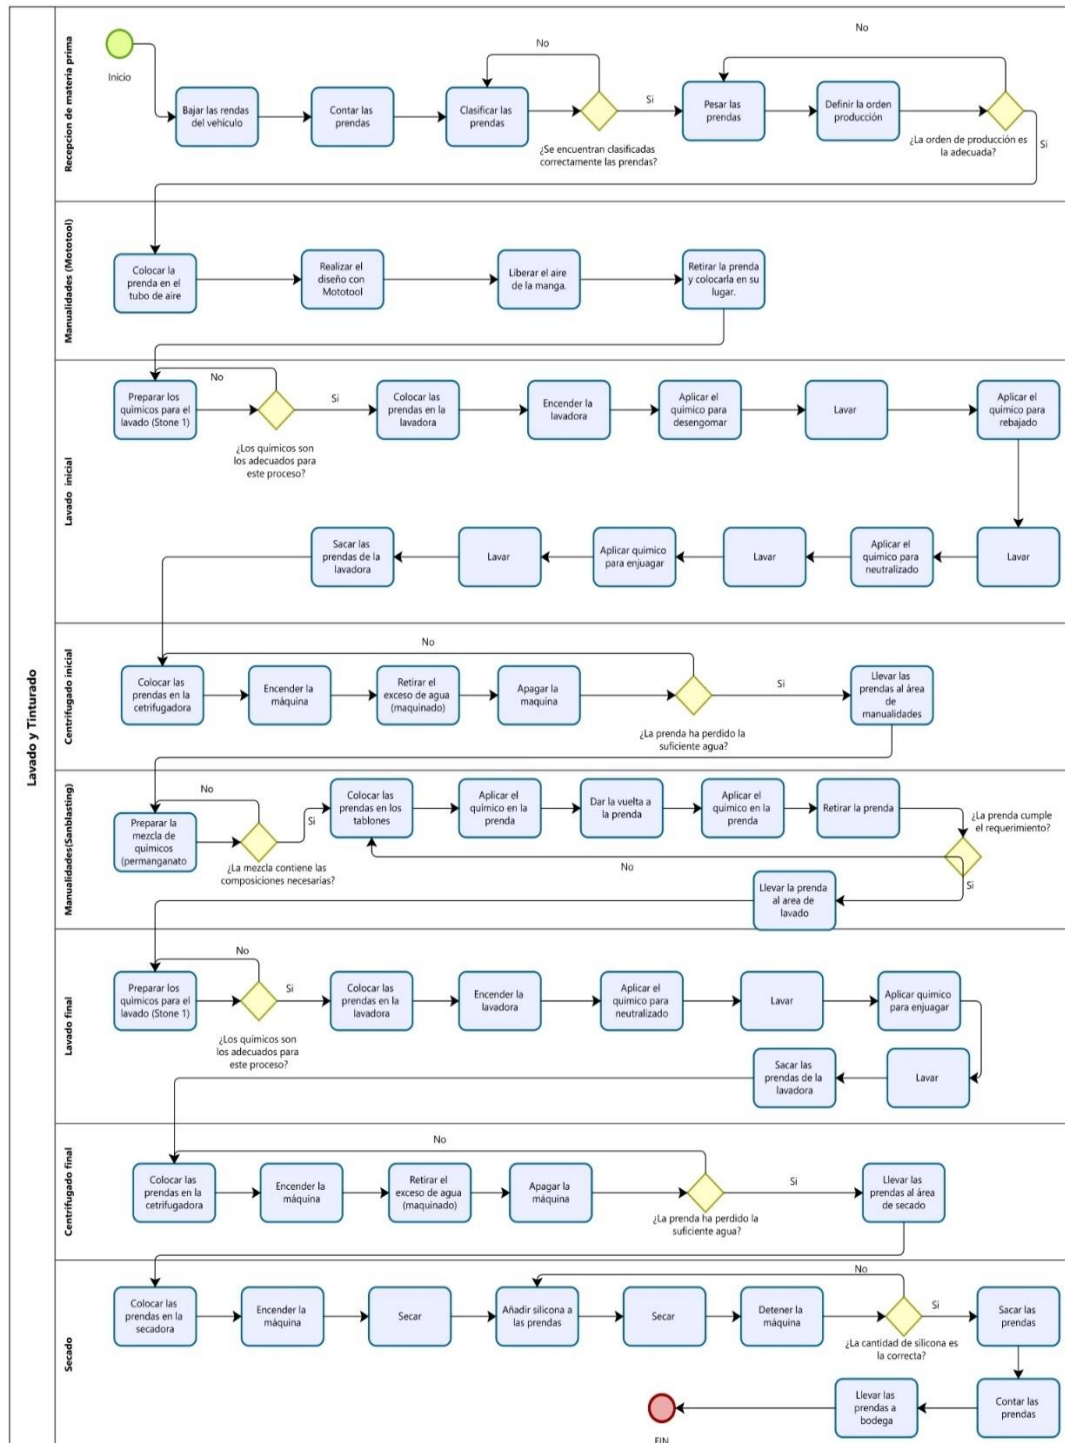 Lavado y Tinturado
Recepcion de materia prima
Inicio
Bajar las rendas
del vehículo
Contar las
prendas
Clasificar las
prendas
No
¿Se encuentran clasificadas
correctamente las prendas?
Si
Pesar las
prendas
Definir la orden
producción
No
¿La orden de producción es
la adecuada?
Si
Manualidades (Mototool)
Colocar la
prenda en el
tubo de aire
Realizar el
diseño con
Mototool
Liberar el aire
de la manga.
Retirar la prenda
y colocarla en su
lugar.
Lavado inicial
Preparar los
quimicos para el
lavado (Stone 1)
No
¿Los quimicos son
los adecuados para
este proceso?
Si
Colocar las
prendas en la
lavadora
Encender la
lavadora
Aplicar el
quimico para
desengomar
Lavar
Aplicar el
quimico para
rebajado
Lavar
Aplicar el
quimico para
neutralizado
Lavar
Aplicar quimico
para enjuagar
Lavar
Sacar las
prendas de la
lavadora
Centrifugado inicial
Colocar las
prendas en la
cetrifugadora
Encender la
máquina
Retirar el
exceso de agua
(maquinado)
Apagar la
maquina
No
¿La prenda ha perdido la
suficiente agua?
Si
Llevar las
prendas al área
de
manualidades
Manualidades(Sanblasting)
Preparar la
mezcla de
químicos
(permanganato
No
¿La mezcla contiene las
composiciones necesarias?
Si
Colocar las
prendas en los
tablones
Aplicar el
químico en la
prenda
Dar la vuelta a
la prenda
Aplicar el
químico en la
prenda
Retirar la prenda
¿La prenda cumple
el requerimiento?
No
Si
Llevar la prenda
al area de
lavado
Lavado final
Preparar los
quimicos para el
lavado (Stone 1)
No
¿Los químicos son
los adecuados para
este proceso?
Si
Colocar las
prendas en la
lavadora
Encender la
lavadora
Aplicar el
quimico para
neutralizado
Lavar
Aplicar quimico
para enjuagar
Lavar
Sacar las
prendas de la
lavadora
Centrifugado final
Colocar las
prendas en la
cetrifugadora
Encender la
máquina
Retirar el
exceso de agua
(maquinado)
Apagar la
máquina
No
¿La prenda ha perdido la
suficiente agua?
Si
Llevar las
prendas al área
de secado
Secado
Colocar las
prendas en la
secadora
Encender la
máquina
Secar
Añadir silicona a
las prendas
Secar
Detener la
máquina
No
¿La cantidad de silicona es
la correcta?
Si
Sacar las
prendas
Contar las
prendas
Llevar las
prendas a
bodega
FIN